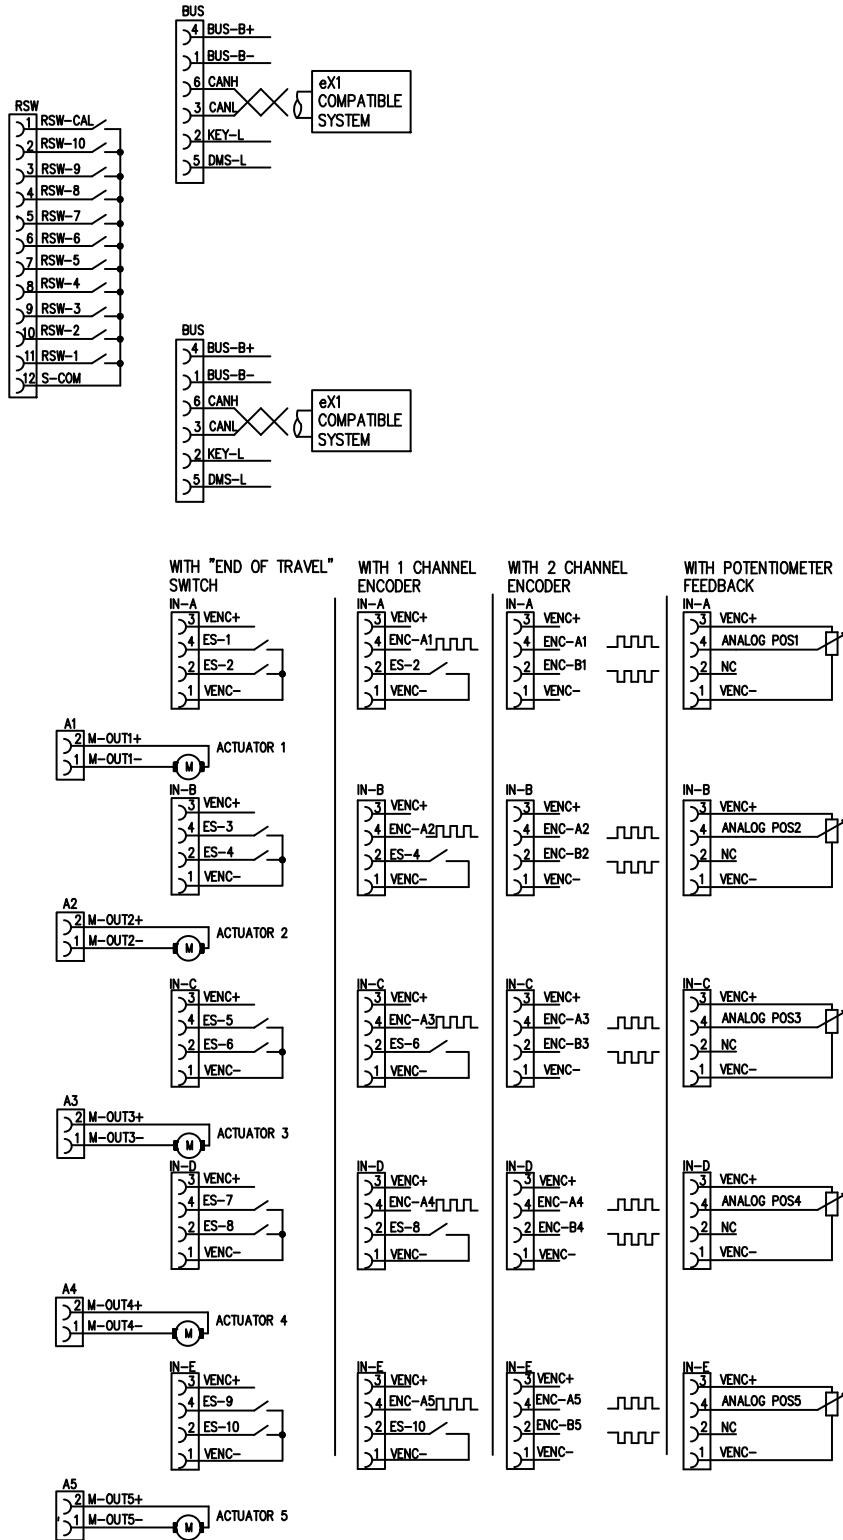 BUS
4 BUS-B+
1 BUS-B-
6 CANH
3 CANL
2 KEY-L
5 DMS-L
eX1
COMPATIBLE
SYSTEM
RSW
1 RSW-CAL
2 RSW-10
3 RSW-9
4 RSW-8
5 RSW-7
6 RSW-6
7 RSW-5
8 RSW-4
9 RSW-3
10 RSW-2
11 RSW-1
12 S-COM
BUS
4 BUS-B+
1 BUS-B-
6 CANH
3 CANL
2 KEY-L
5 DMS-L
eX1
COMPATIBLE
SYSTEM
WITH "END OF TRAVEL"
SWITCH
WITH 1 CHANNEL
ENCODER
WITH 2 CHANNEL
ENCODER
WITH POTENTIOMETER
FEEDBACK
IN-A
3 VENC+
4 ES-1
2 ES-2
1 VENC-
IN-A
3 VENC+
4 ENC-A1
2 ES-2
1 VENC-
IN-A
3 VENC+
4 ENC-A1
2 ENC-B1
1 VENC-
IN-A
3 VENC+
4 ANALOG POS1
2 NC
1 VENC-
A1
2 M-OUT1+
1 M-OUT1-
M
ACTUATOR 1
IN-B
3 VENC+
4 ES-3
2 ES-4
1 VENC-
IN-B
3 VENC+
4 ENC-A2
2 ES-4
1 VENC-
IN-B
3 VENC+
4 ENC-A2
2 ENC-B2
1 VENC-
IN-B
3 VENC+
4 ANALOG POS2
2 NC
1 VENC-
A2
2 M-OUT2+
1 M-OUT2-
M
ACTUATOR 2
IN-C
3 VENC+
4 ES-5
2 ES-6
1 VENC-
IN-C
3 VENC+
4 ENC-A3
2 ES-6
1 VENC-
IN-C
3 VENC+
4 ENC-A3
2 ENC-B3
1 VENC-
IN-C
3 VENC+
4 ANALOG POS3
2 NC
1 VENC-
A3
2 M-OUT3+
1 M-OUT3-
M
ACTUATOR 3
IN-D
3 VENC+
4 ES-7
2 ES-8
1 VENC-
IN-D
3 VENC+
4 ENC-A4
2 ES-8
1 VENC-
IN-D
3 VENC+
4 ENC-A4
2 ENC-B4
1 VENC-
IN-D
3 VENC+
4 ANALOG POS4
2 NC
1 VENC-
A4
2 M-OUT4+
1 M-OUT4-
M
ACTUATOR 4
IN-E
3 VENC+
4 ES-9
2 ES-10
1 VENC-
IN-E
3 VENC+
4 ENC-A5
2 ES-10
1 VENC-
IN-E
3 VENC+
4 ENC-A5
2 ENC-B5
1 VENC-
IN-E
3 VENC+
4 ANALOG POS5
2 NC
1 VENC-
A5
2 M-OUT5+
1 M-OUT5-
M
ACTUATOR 5